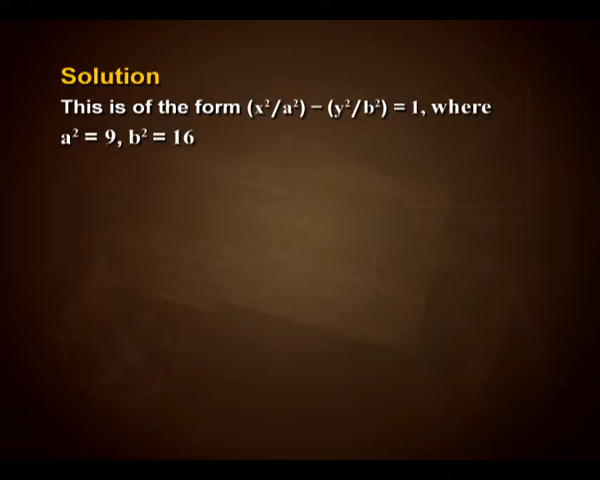 Solution
This is of the form (x²/a²) − (y²/b²) = 1, where
a² = 9, b² = 16